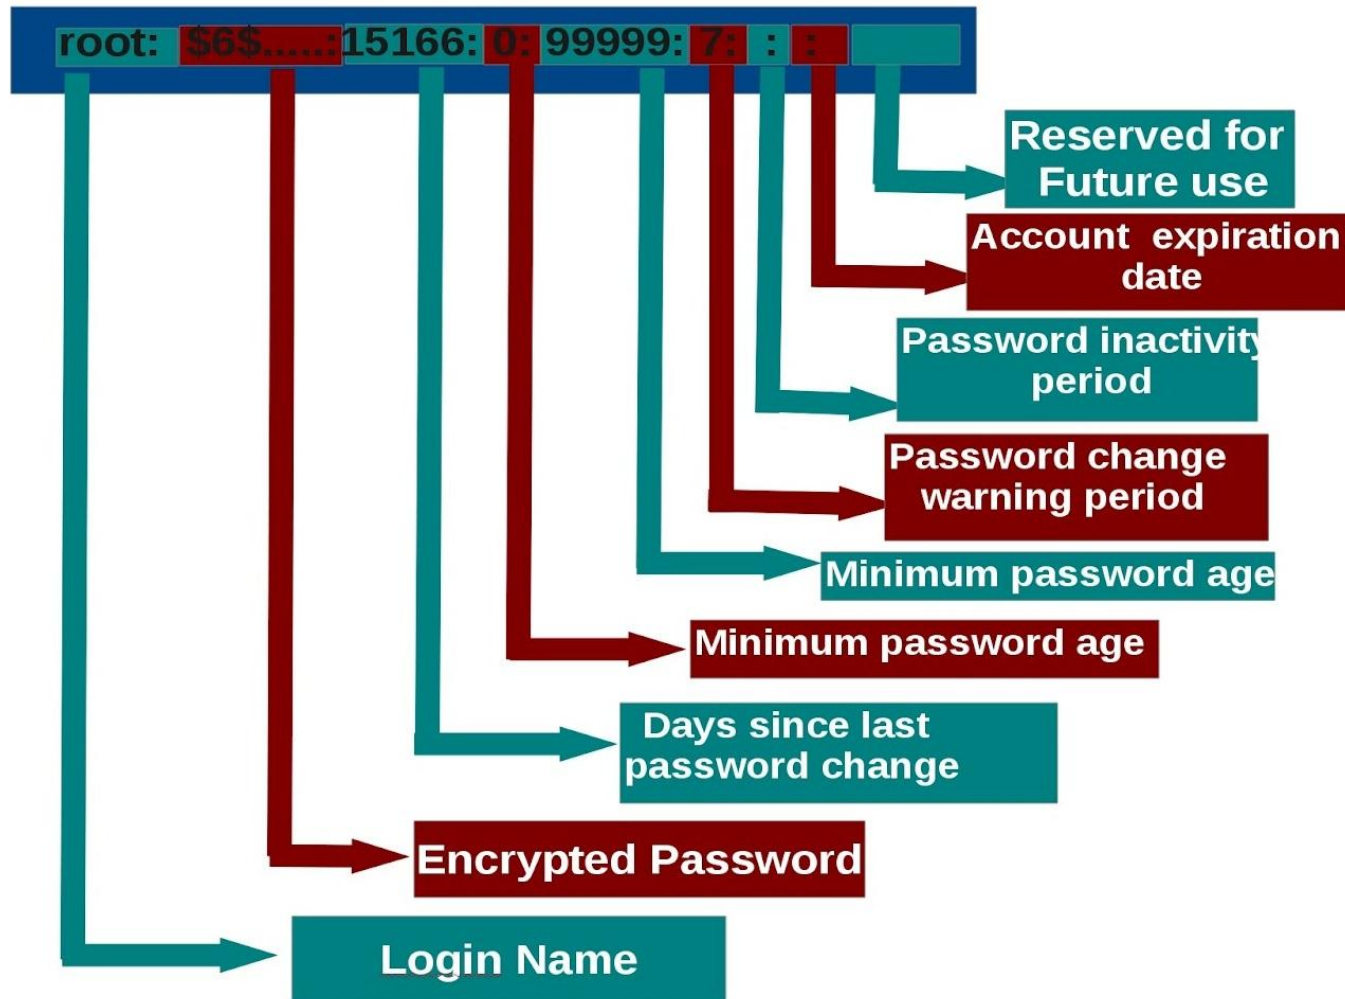 root: $6$.....:15166: 0: 99999: 7: : :
Reserved for
Future use
Account expiration
date
Password inactivity
period
Password change
warning period
Minimum password age
Minimum password age
Days since last
password change
Encrypted Password
Login Name